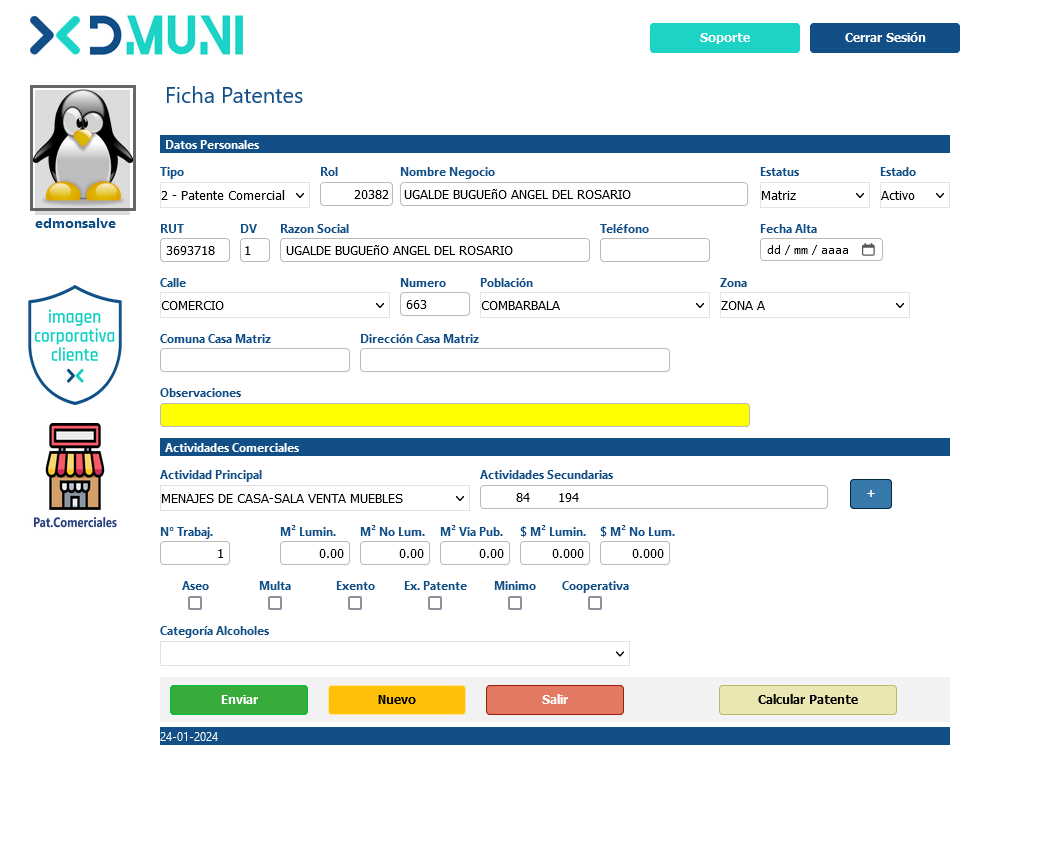 DMUNI
Soporte
Cerrar Sesión
Ficha Patentes
edmonsalve
imagen
corporativa
cliente
Pat.Comerciales
Datos Personales
Tipo Rol Nombre Negocio Estatus Estado
2 - Patente Comercial 20382 UGALDE BUGUEñO ANGEL DEL ROSARIO Matriz Activo
RUT DV Razon Social Teléfono Fecha Alta
3693718 1 UGALDE BUGUEñO ANGEL DEL ROSARIO dd / mm / aaaa
Calle Numero Población Zona
COMERCIO 663 COMBARBALA ZONA A
Comuna Casa Matriz Dirección Casa Matriz
Observaciones
Actividades Comerciales
Actividad Principal Actividades Secundarias
MENAJES DE CASA-SALA VENTA MUEBLES 84 194 +
N° Trabaj. M² Lumin. M² No Lum. M² Via Pub. $ M² Lumin. $ M² No Lum.
1 0.00 0.00 0.00 0.000 0.000
Aseo Multa Exento Ex. Patente Minimo Cooperativa
Categoría Alcoholes
Enviar Nuevo Salir Calcular Patente
24-01-2024